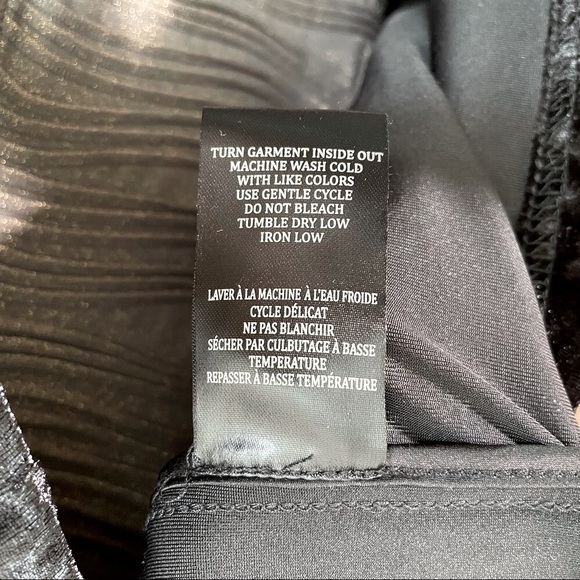 TURN GARMENT INSIDE OUT
MACHINE WASH COLD
WITH LIKE COLORS
USE GENTLE CYCLE
DO NOT BLEACH
TUMBLE DRY LOW
IRON LOW
LAVER À LA MACHINE À L'EAU FROIDE
CYCLE DÉLICAT
NE PAS BLANCHIR
SÉCHER PAR CULBUTAGE À BASSE
TEMPERATURE
REPASSER À BASSE TEMPÉRATURE